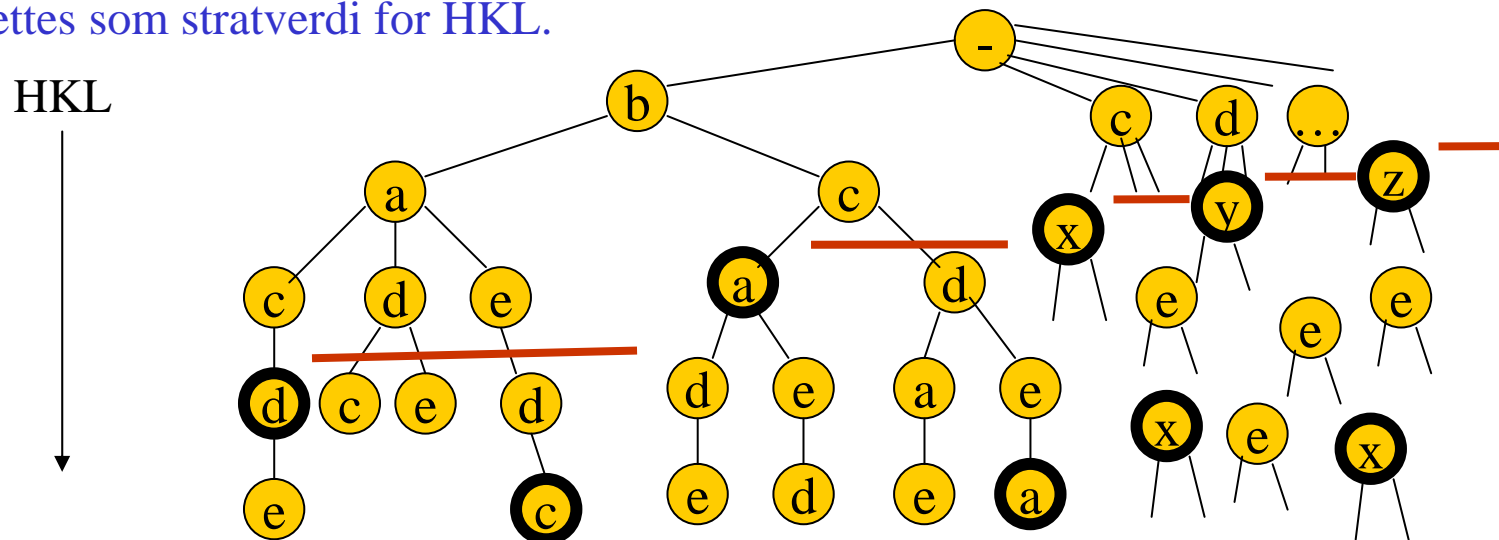 ettes som stratverdi for HKL.
-
HKL
b
c d ...
a c z
x y
c d e a d e e e
d c e d d e a e x e x
e c e d e a